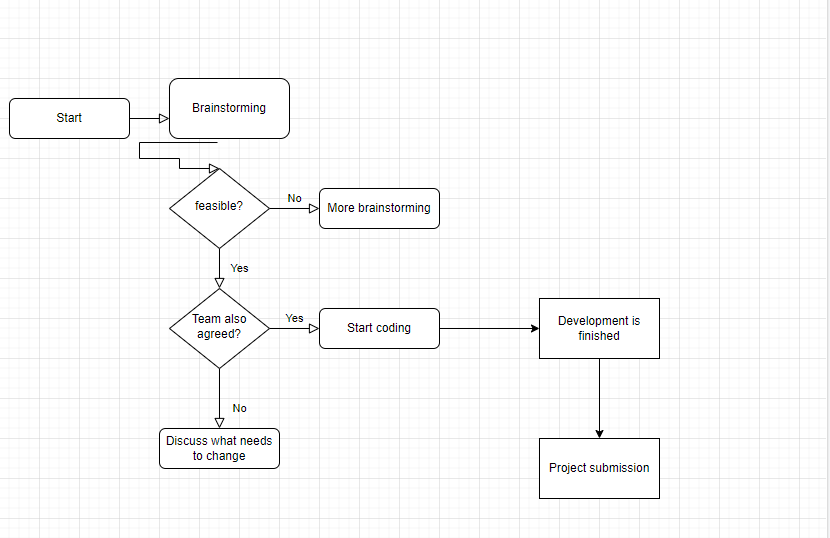 Start
Brainstorming
feasible?
No
More brainstorming
Yes
Team also
agreed?
Yes
Start coding
Development is
finished
No
Discuss what needs
to change
Project submission